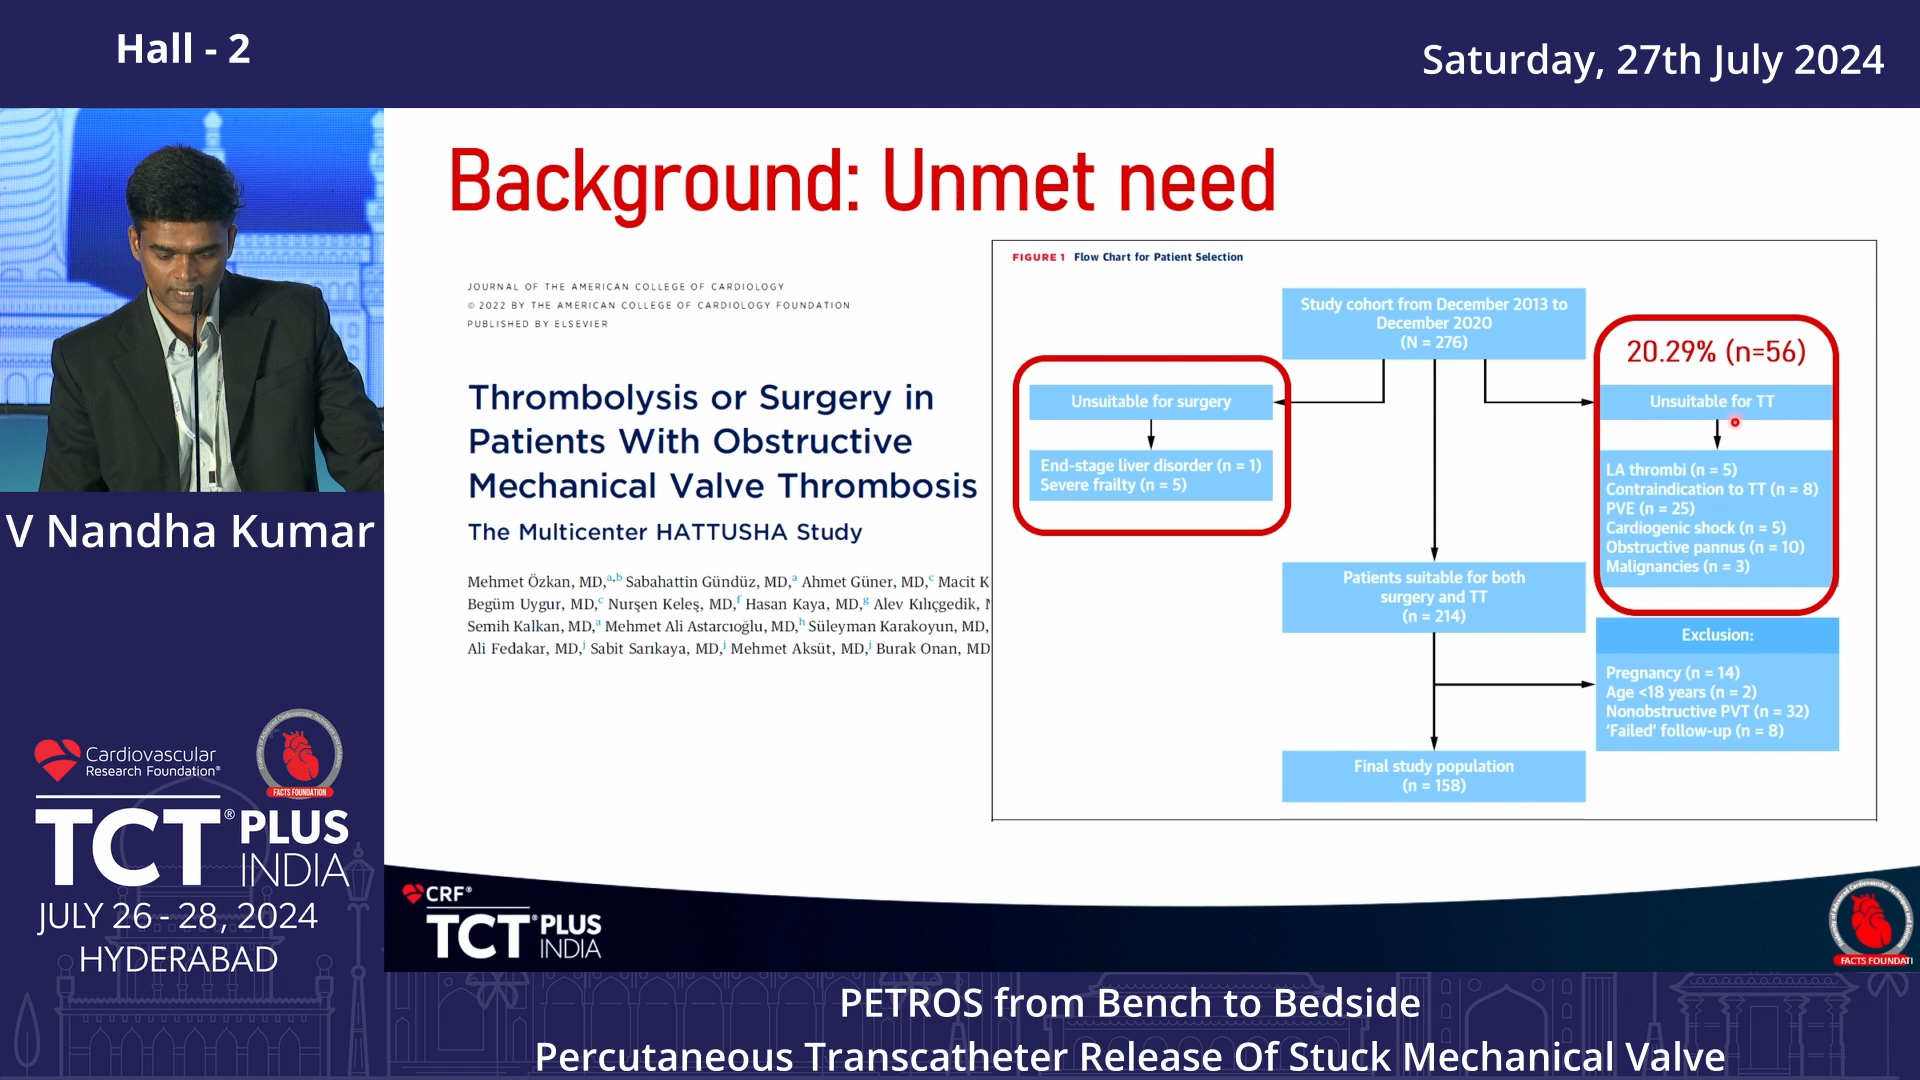 Hall - 2
Saturday, 27th July 2024
V Nandha Kumar
Cardiovascular
Research Foundation®
FACTS FOUNDATION
TCT® PLUS
INDIA
JULY 26 - 28, 2024
HYDERABAD
Background: Unmet need
JOURNAL OF THE AMERICAN COLLEGE OF CARDIOLOGY
© 2022 BY THE AMERICAN COLLEGE OF CARDIOLOGY FOUNDATION
PUBLISHED BY ELSEVIER
Thrombolysis or Surgery in
Patients With Obstructive
Mechanical Valve Thrombosis
The Multicenter HATTUSHA Study
Mehmet Özkan, MD,a,b Sabahattin Gündüz, MD,a Ahmet Güner, MD,c Macit K
Begüm Uygur, MD,c Nurşen Keleş, MD,f Hasan Kaya, MD,g Alev Kılıçgedik, M
Semih Kalkan, MD,a Mehmet Ali Astarcıoğlu, MD,h Süleyman Karakoyun, MD,
Ali Fedakar, MD,j Sabit Sarıkaya, MD,j Mehmet Aksüt, MD,j Burak Onan, MD
FIGURE 1 Flow Chart for Patient Selection
Study cohort from December 2013 to
December 2020
(N = 276)
Unsuitable for surgery
End-stage liver disorder (n = 1)
Severe frailty (n = 5)
20.29% (n=56)
Unsuitable for TT
LA thrombi (n = 5)
Contraindication to TT (n = 8)
PVE (n = 25)
Cardiogenic shock (n = 5)
Obstructive pannus (n = 10)
Malignancies (n = 3)
Patients suitable for both
surgery and TT
(n = 214)
Exclusion:
Pregnancy (n = 14)
Age <18 years (n = 2)
Nonobstructive PVT (n = 32)
'Failed' follow-up (n = 8)
Final study population
(n = 158)
CRF®
TCT® PLUS
INDIA
FACTS FOUNDATI
PETROS from Bench to Bedside
Percutaneous Transcatheter Release Of Stuck Mechanical Valve